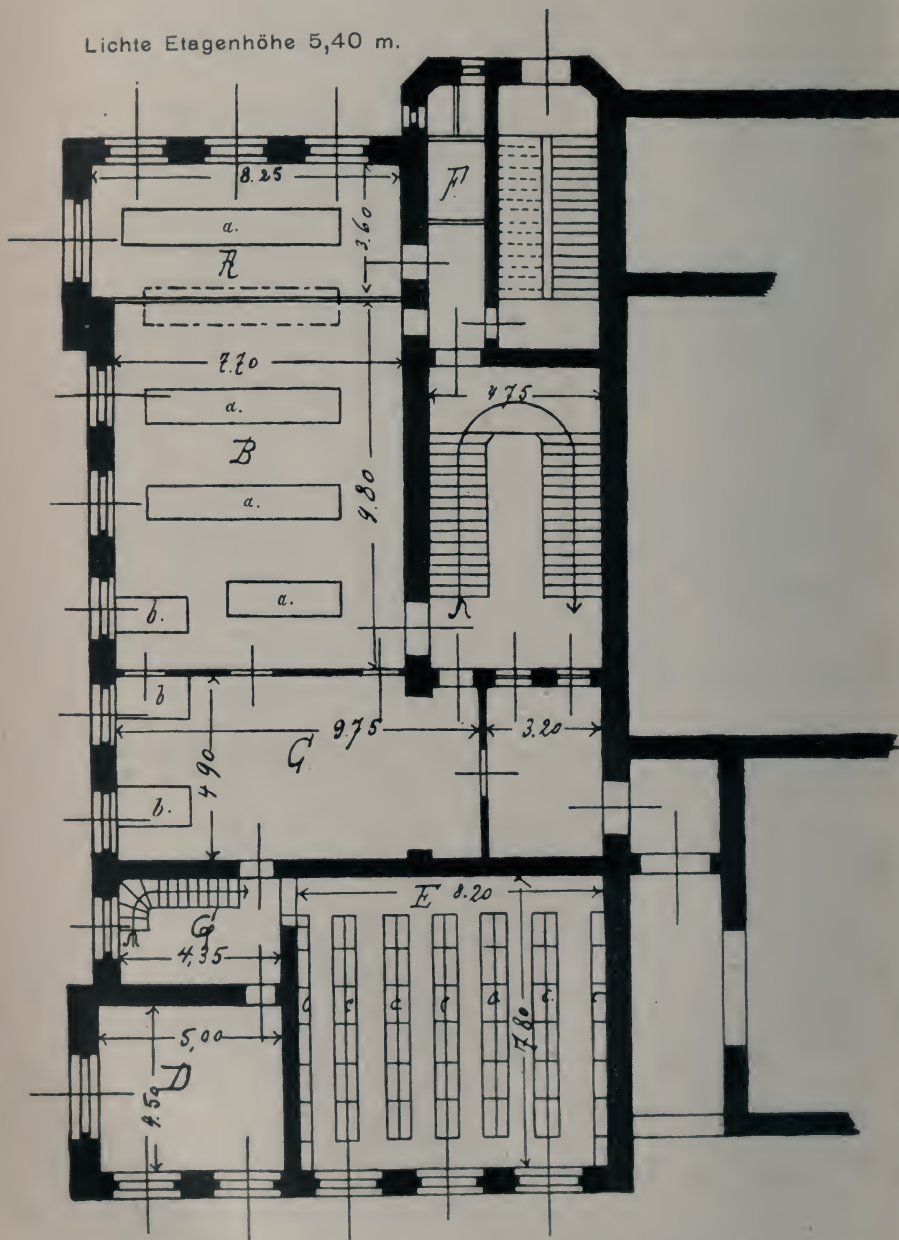 Lichte Etagenhöhe 5,40 m.
8.25
a.
A
3.60
F
7.70
a.
B
9.80
a.
a.
b.
4.75
b
9.75
3.20
G
4.90
b.
E 8.20
G
4,35
c c c c c c c
7.80
5,00
D
4.50